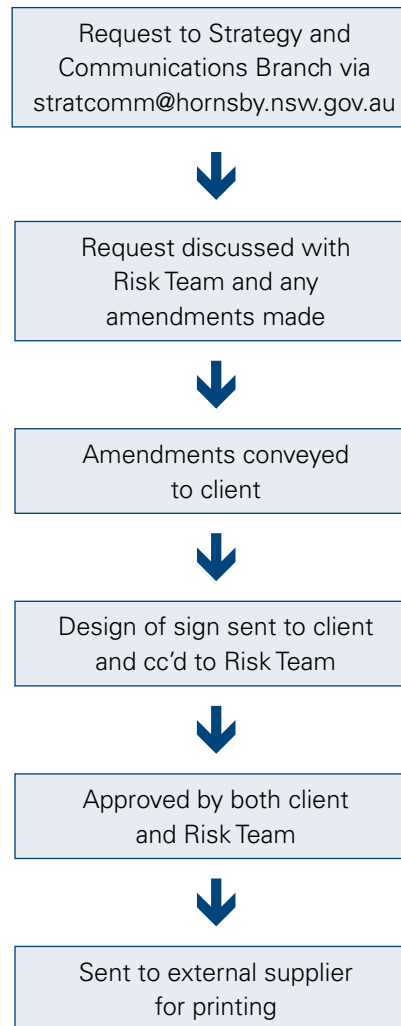 Request to Strategy and
Communications Branch via
stratcomm@hornsby.nsw.gov.au
Request discussed with
Risk Team and any
amendments made
Amendments conveyed
to client
Design of sign sent to client
and cc’d to Risk Team
Approved by both client
and Risk Team
Sent to external supplier
for printing